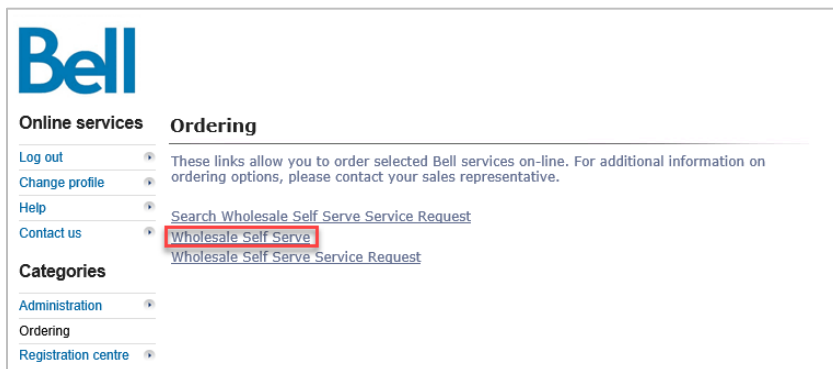 Bell
Online services
Log out
Change profile
Help
Contact us
Categories
Administration
Ordering
Registration centre
Ordering
These links allow you to order selected Bell services on-line. For additional information on
ordering options, please contact your sales representative.
Search Wholesale Self Serve Service Request
Wholesale Self Serve
Wholesale Self Serve Service Request